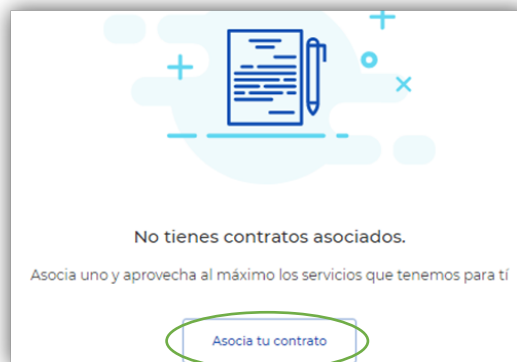 No tienes contratos asociados.
Asocia uno y aprovecha al máximo los servicios que tenemos para tí
Asocia tu contrato